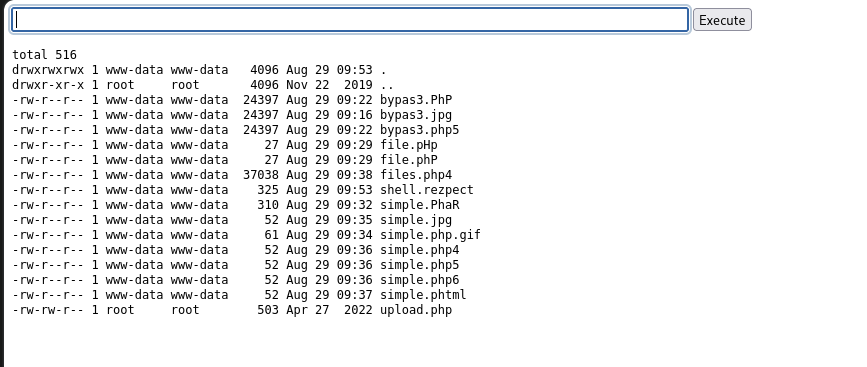 Execute
total 516
drwxrwxrwx 1 www-data www-data   4096 Aug 29 09:53 .
drwxr-xr-x 1 root     root       4096 Nov 22  2019 ..
-rw-r--r-- 1 www-data www-data  24397 Aug 29 09:22 bypas3.PhP
-rw-r--r-- 1 www-data www-data  24397 Aug 29 09:16 bypas3.jpg
-rw-r--r-- 1 www-data www-data  24397 Aug 29 09:22 bypas3.php5
-rw-r--r-- 1 www-data www-data     27 Aug 29 09:29 file.pHp
-rw-r--r-- 1 www-data www-data     27 Aug 29 09:29 file.phP
-rw-r--r-- 1 www-data www-data  37038 Aug 29 09:38 files.php4
-rw-r--r-- 1 www-data www-data    325 Aug 29 09:53 shell.rezpect
-rw-r--r-- 1 www-data www-data    310 Aug 29 09:32 simple.PhaR
-rw-r--r-- 1 www-data www-data     52 Aug 29 09:35 simple.jpg
-rw-r--r-- 1 www-data www-data     61 Aug 29 09:34 simple.php.gif
-rw-r--r-- 1 www-data www-data     52 Aug 29 09:36 simple.php4
-rw-r--r-- 1 www-data www-data     52 Aug 29 09:36 simple.php5
-rw-r--r-- 1 www-data www-data     52 Aug 29 09:36 simple.php6
-rw-r--r-- 1 www-data www-data     52 Aug 29 09:37 simple.phtml
-rw-rw-r-- 1 root     root        503 Apr 27  2022 upload.php